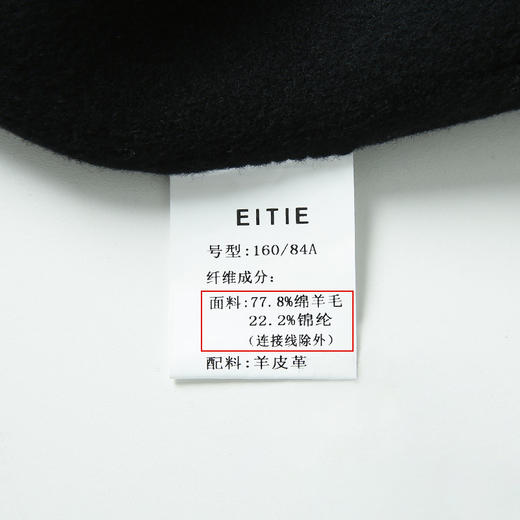 EITIE
号型:160/84A
纤维成分:
面料:77.8%绵羊毛
22.2%锦纶
(连接线除外)
配料:羊皮革